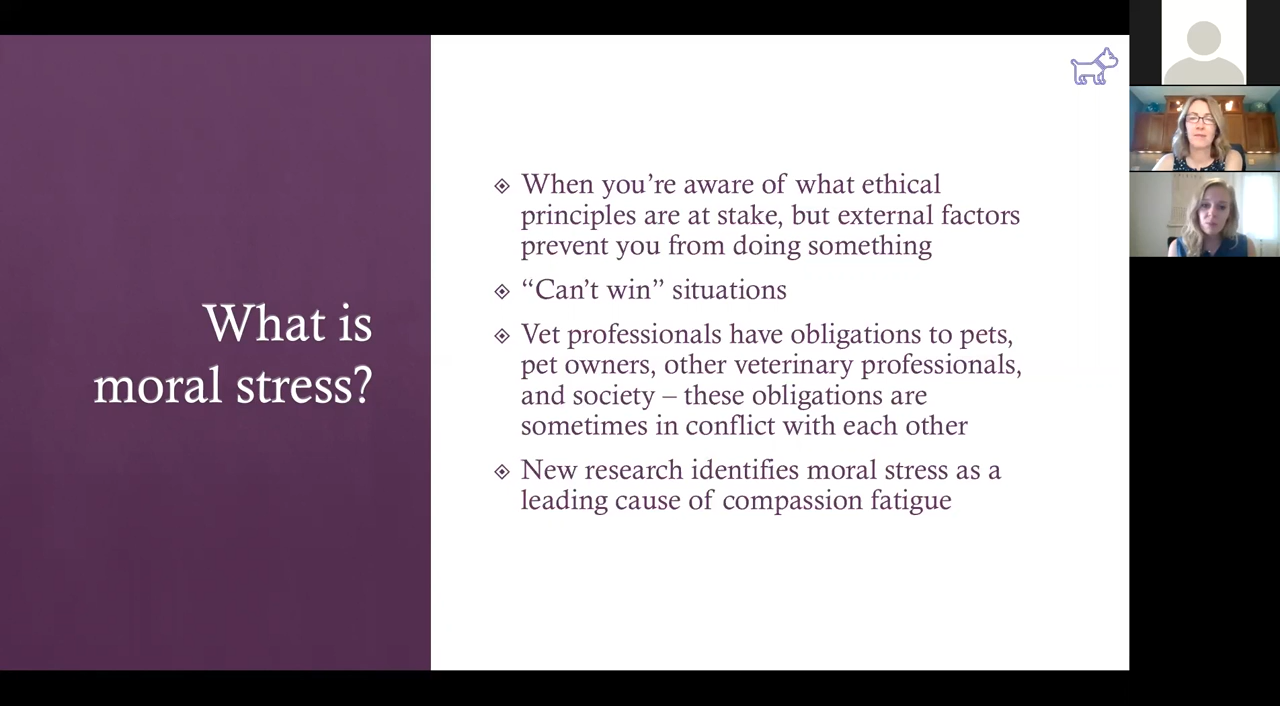 What is
moral stress?
When you’re aware of what ethical
principles are at stake, but external factors
prevent you from doing something
“Can’t win” situations
Vet professionals have obligations to pets,
pet owners, other veterinary professionals,
and society – these obligations are
sometimes in conflict with each other
New research identifies moral stress as a
leading cause of compassion fatigue